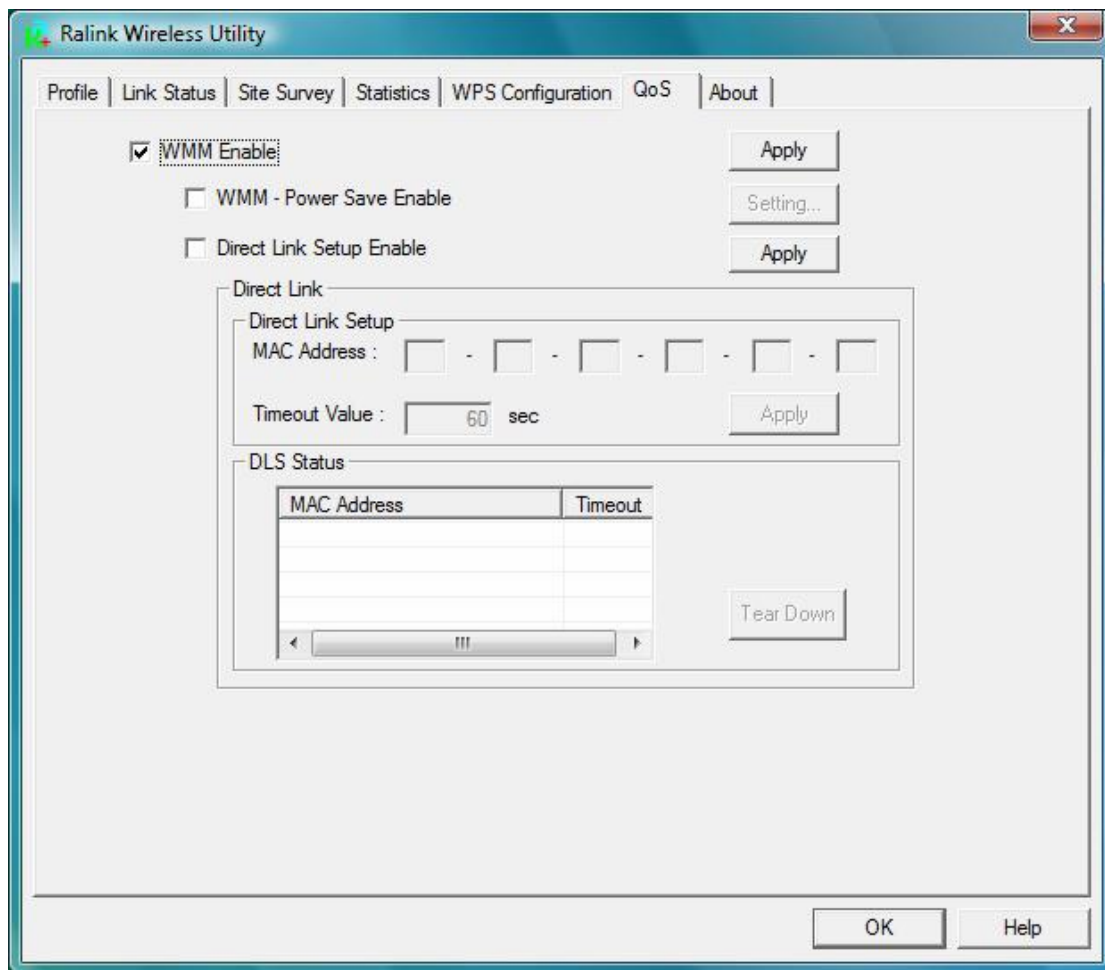 Ralink Wireless Utility
Profile Link Status Site Survey Statistics WPS Configuration QoS About
WMM Enable Apply
WMM - Power Save Enable Setting...
Direct Link Setup Enable Apply
Direct Link
Direct Link Setup
MAC Address : - - - - -
Timeout Value : 60 sec Apply
DLS Status
MAC Address Timeout
Tear Down
OK Help